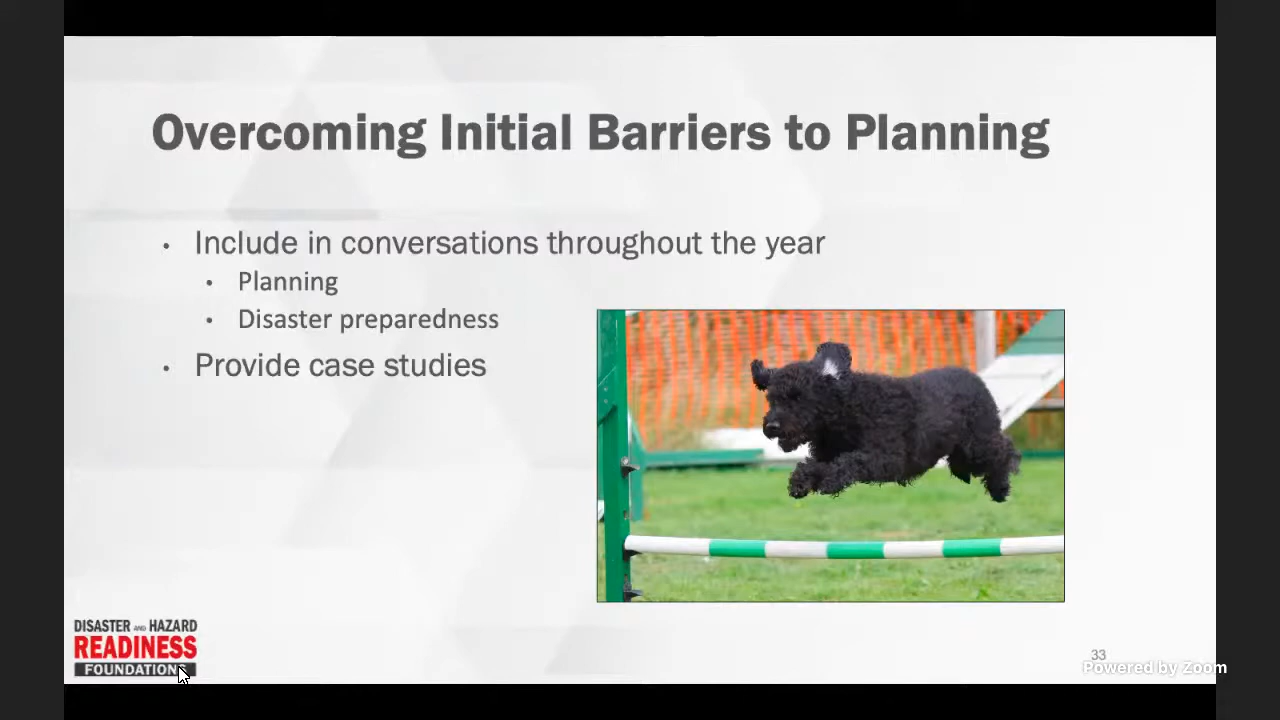 Overcoming Initial Barriers to Planning
• Include in conversations throughout the year
• Planning
• Disaster preparedness
• Provide case studies
DISASTER AND HAZARD
READINESS
FOUNDATIONS
33
Powered by Zoom